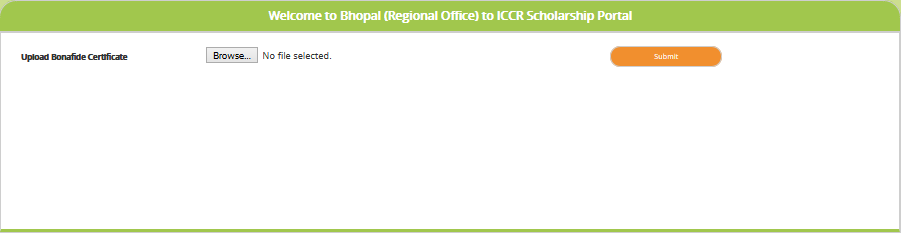 Welcome to Bhopal (Regional Office) to ICCR Scholarship Portal
Upload Bonafide Certificate Browse... No file selected. Submit